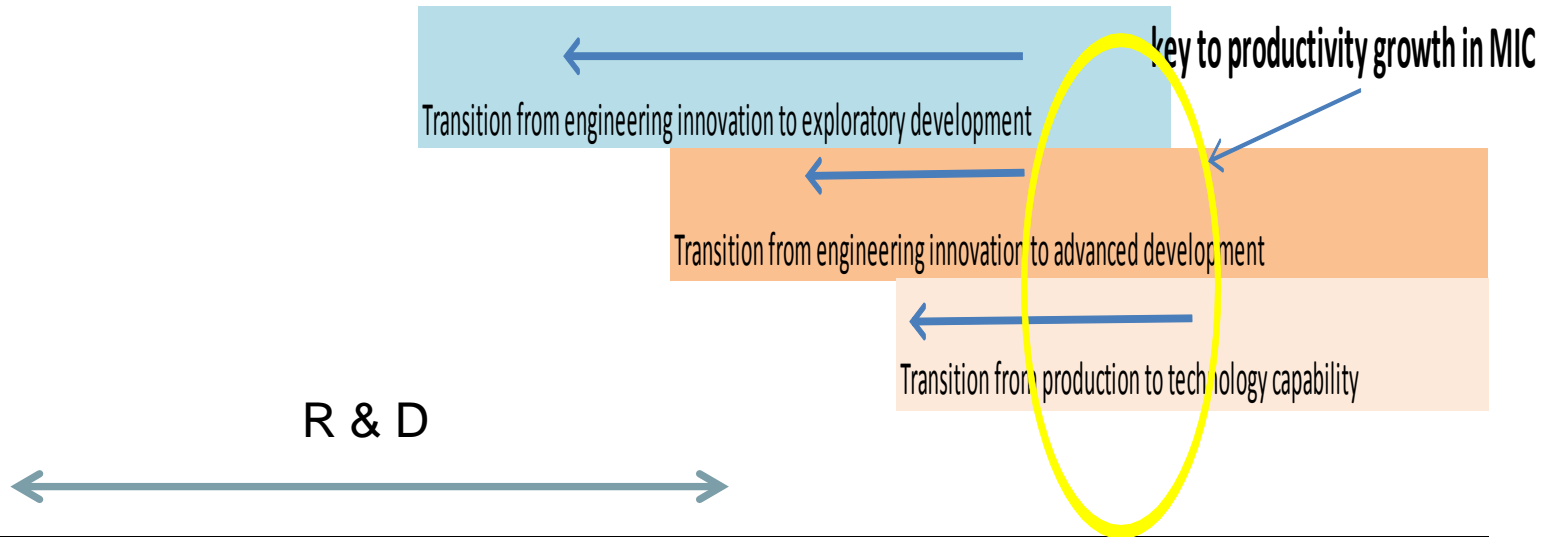 key to productivity growth in MIC
Transition from engineering innovation to exploratory development
Transition from engineering innovation to advanced development
Transition from production to technology capability
R & D